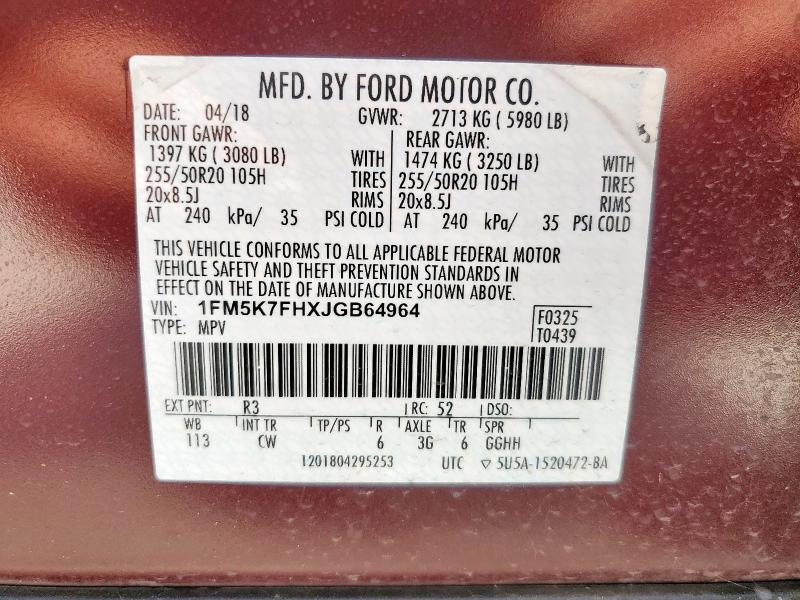 MFD. BY FORD MOTOR CO.
DATE: 04/18 GVWR: 2713 KG ( 5980 LB)
FRONT GAWR: REAR GAWR:
1397 KG ( 3080 LB) WITH 1474 KG ( 3250 LB) WITH
255/50R20 105H TIRES 255/50R20 105H TIRES
20x8.5J RIMS 20x8.5J RIMS
AT 240 kPa/ 35 PSI COLD AT 240 kPa/ 35 PSI COLD
THIS VEHICLE CONFORMS TO ALL APPLICABLE FEDERAL MOTOR
VEHICLE SAFETY AND THEFT PREVENTION STANDARDS IN
EFFECT ON THE DATE OF MANUFACTURE SHOWN ABOVE.
VIN: 1FM5K7FHXJGB64964 F0325
TYPE: MPV T0439
EXT PNT: R3 RC: 52 DSO:
WB INT TR TP/PS R AXLE TR SPR
113 CW 6 3G 6 GGHH
1201804295253 UTC ▽ 5U5A-1520472-BA